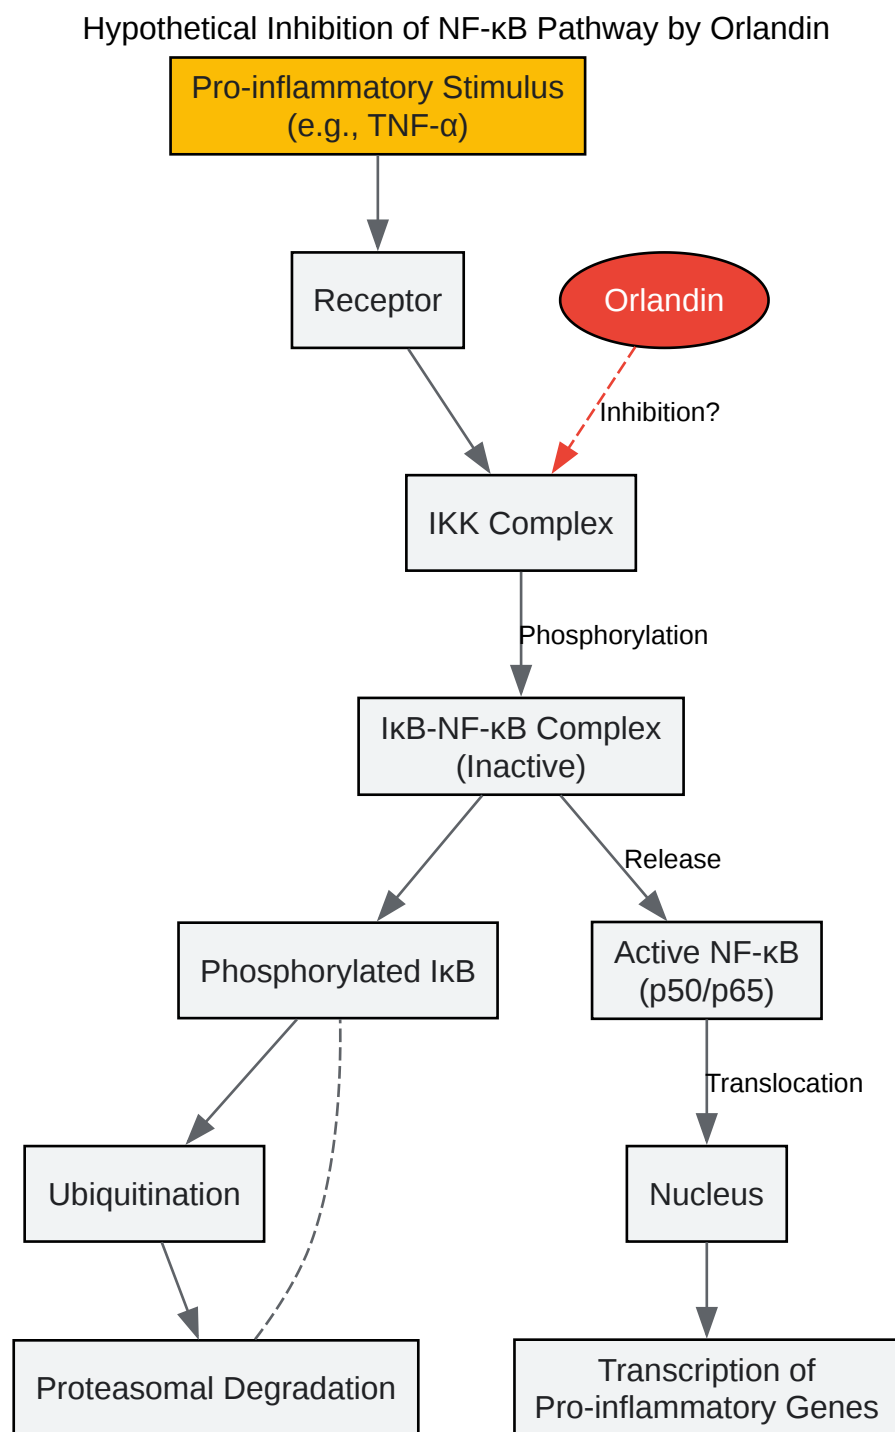 Hypothetical Inhibition of NF-κB Pathway by Orlandin
Pro-inflammatory Stimulus
(e.g., TNF-α)
Receptor
Orlandin
Inhibition?
IKK Complex
Phosphorylation
IκB-NF-κB Complex
(Inactive)
Release
Phosphorylated IκB
Active NF-κB
(p50/p65)
Translocation
Ubiquitination
Nucleus
Proteasomal Degradation
Transcription of
Pro-inflammatory Genes